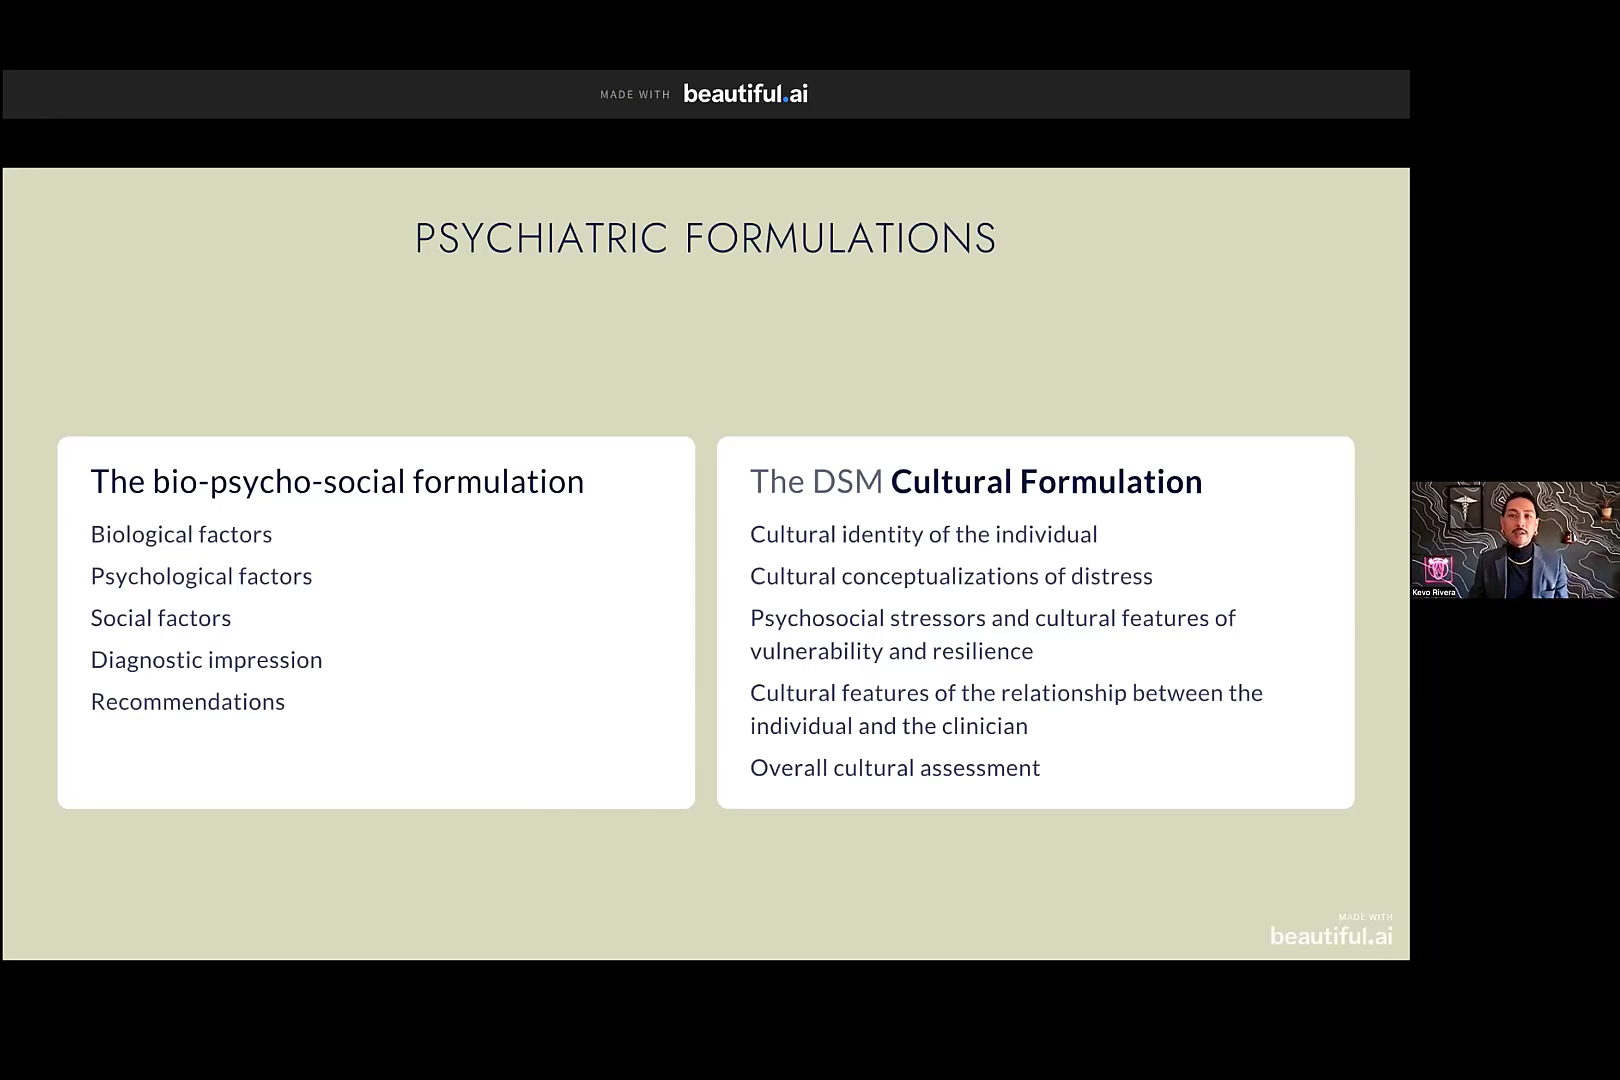 MADE WITH beautiful.ai
PSYCHIATRIC FORMULATIONS
The bio-psycho-social formulation
Biological factors
Psychological factors
Social factors
Diagnostic impression
Recommendations
The DSM Cultural Formulation
Cultural identity of the individual
Cultural conceptualizations of distress
Psychosocial stressors and cultural features of
vulnerability and resilience
Cultural features of the relationship between the
individual and the clinician
Overall cultural assessment
Kevo Rivera
MADE WITH
beautiful.ai